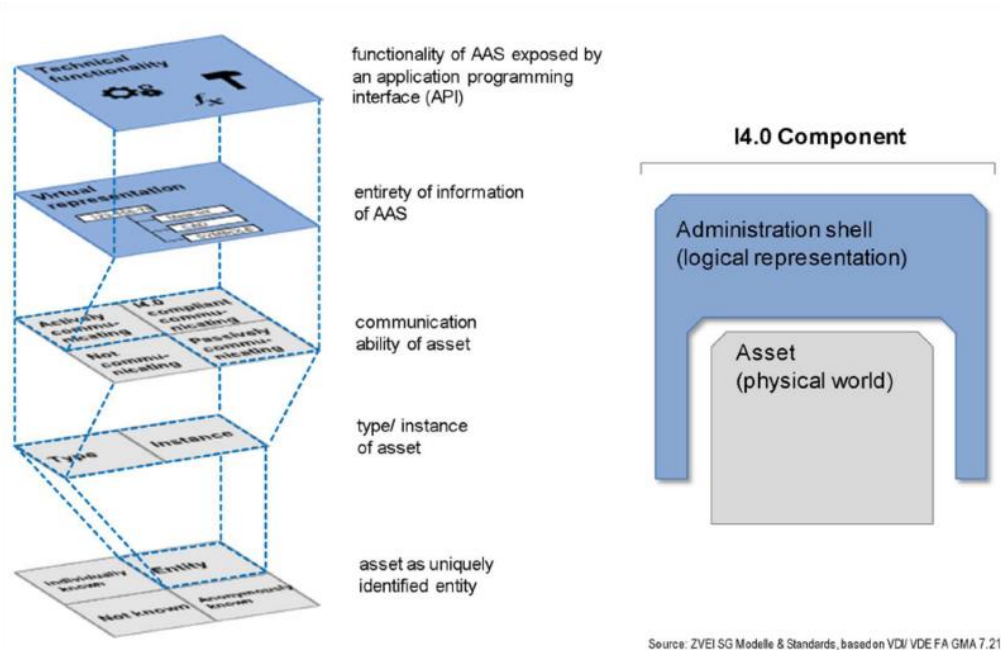 Technical
functionality
fx
functionality of AAS exposed by
an application programming
interface (API)
Virtual
representation
entirety of information
of AAS
Actively
commu-
nicating
I4.0
compliant
commu-
nicating
Not
commu-
nicating
Passively
commu-
nicating
communication
ability of asset
Type
Instance
type/ instance
of asset
Individually
known
Entity
Not known
Anonymously
known
asset as uniquely
identified entity
I4.0 Component
Administration shell
(logical representation)
Asset
(physical world)
Source: ZVEI SG Modelle & Standards, based on VDI/ VDE FA GMA 7.21